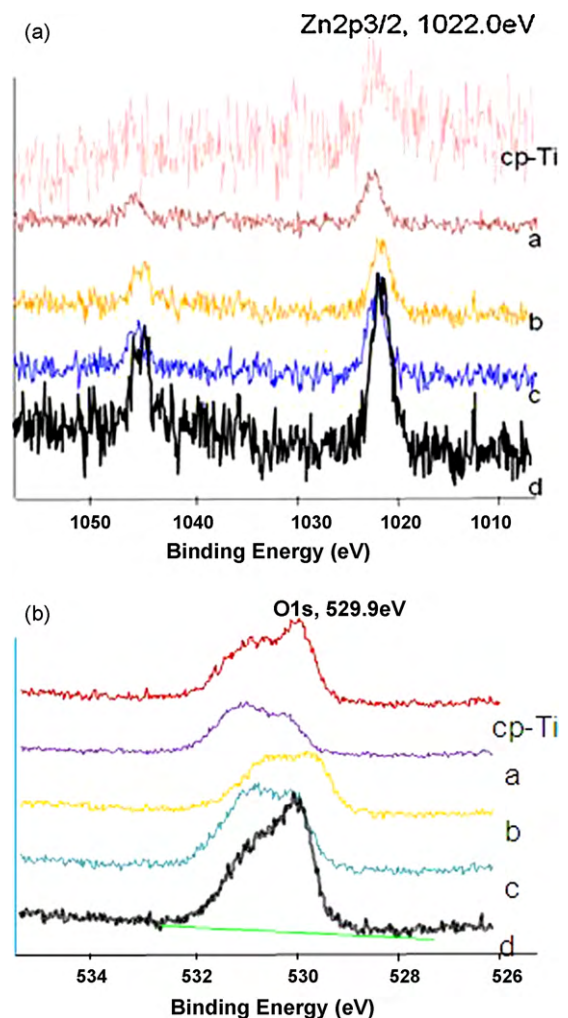 (a)
Zn2p3/2, 1022.0eV
cp-Ti
a
b
c
d
1050 1040 1030 1020 1010
Binding Energy (eV)
(b)
O1s, 529.9eV
cp-Ti
a
b
c
d
534 532 530 528 526
Binding Energy (eV)